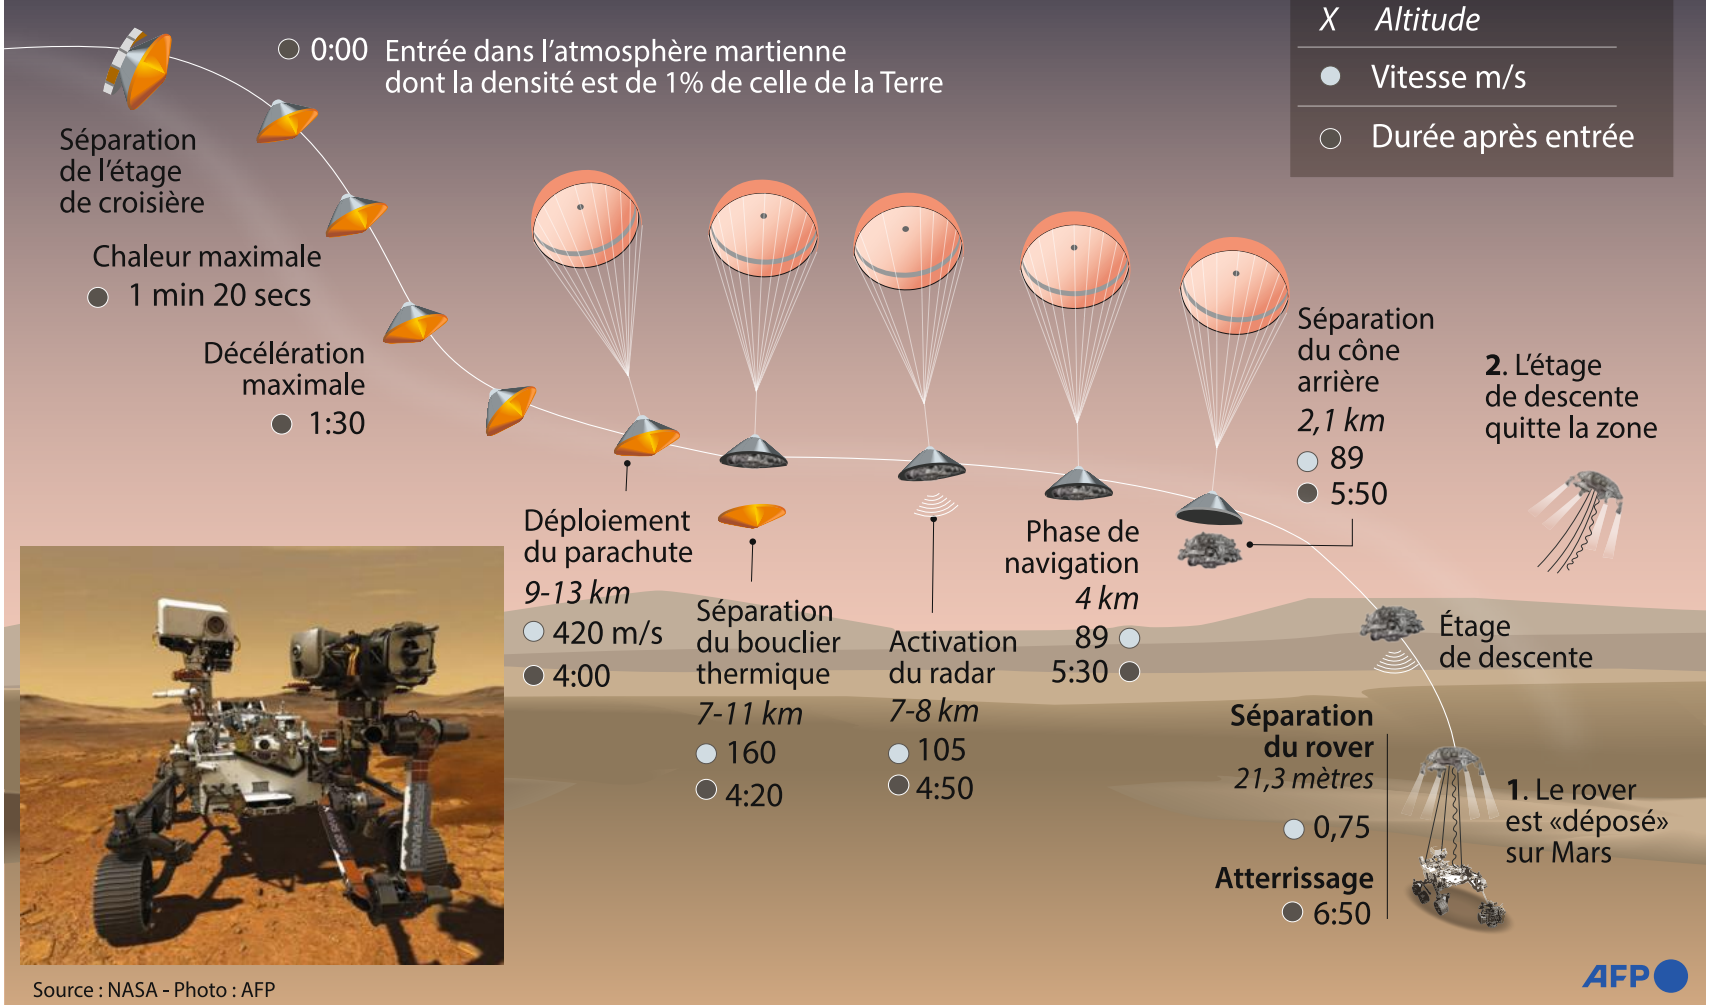 X Altitude
Vitesse m/s
Durée après entrée
0:00 Entrée dans l'atmosphère martienne
dont la densité est de 1% de celle de la Terre
Séparation
de l'étage
de croisière
Chaleur maximale
1 min 20 secs
Décélération
maximale
1:30
Déploiement
du parachute
9-13 km
420 m/s
4:00
Séparation
du bouclier
thermique
7-11 km
160
4:20
Activation
du radar
7-8 km
105
4:50
Phase de
navigation
4 km
89
5:30
Séparation
du cône
arrière
2,1 km
89
5:50
Étage
de descente
Séparation
du rover
21,3 mètres
0,75
Atterrissage
6:50
1. Le rover
est «déposé»
sur Mars
2. L'étage
de descente
quitte la zone
Source : NASA - Photo : AFP
AFP